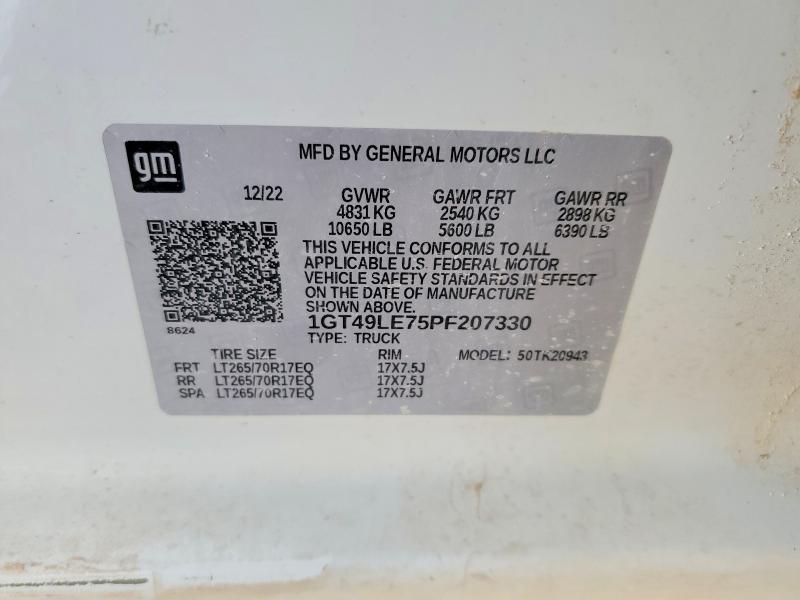 gm
MFD BY GENERAL MOTORS LLC
12/22 GVWR GAWR FRT GAWR RR
4831 KG 2540 KG 2898 KG
10650 LB 5600 LB 6390 LB
THIS VEHICLE CONFORMS TO ALL
APPLICABLE U.S. FEDERAL MOTOR
VEHICLE SAFETY STANDARDS IN EFFECT
ON THE DATE OF MANUFACTURE
SHOWN ABOVE.
8624
1GT49LE75PF207330
TYPE: TRUCK MODEL: 50TK20943
TIRE SIZE RIM
FRT LT265/70R17EQ 17X7.5J
RR LT265/70R17EQ 17X7.5J
SPA LT265/70R17EQ 17X7.5J